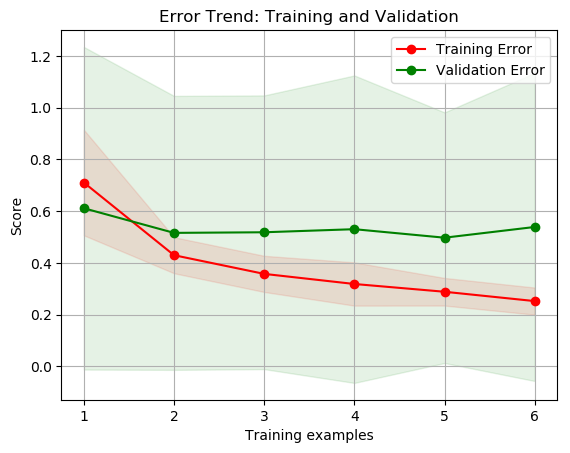 Error Trend: Training and Validation
Training Error
Validation Error
Score
1.2
1.0
0.8
0.6
0.4
0.2
0.0
1 2 3 4 5 6
Training examples